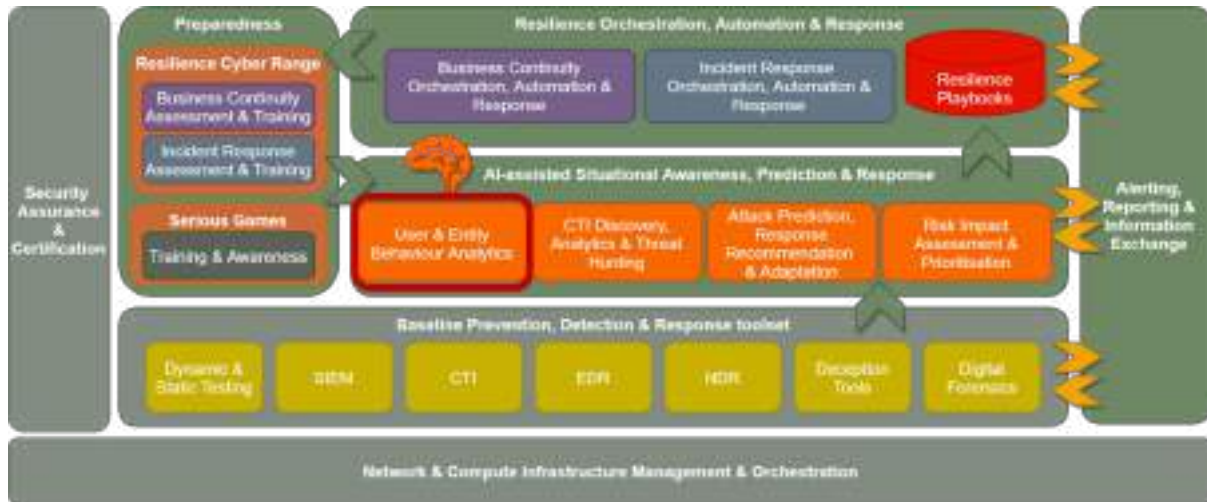 Preparedness
Resilience Cyber Range
Business Continuity
Assessment & Training
Incident Response
Assessment & Training
Serious Games
Training & Awareness
Resilience Orchestration, Automation & Response
Business Continuity
Orchestration, Automation &
Response
Incident Response
Orchestration, Automation &
Response
Resilience
Playbooks
Security
Assurance
&
Certification
AI-assisted Situational Awareness, Prediction & Response
User & Entity
Behaviour Analytics
CTI Discovery,
Analytics & Threat
Hunting
Attack Prediction,
Response
Recommendation
& Adaptation
Risk Impact
Assessment &
Prioritisation
Alerting,
Reporting &
Information
Exchange
Baseline Prevention, Detection & Response toolset
Dynamic &
Static Testing
SIEM
CTI
EDR
NDR
Deception
Tools
Digital
Forensics
Network & Compute Infrastructure Management & Orchestration